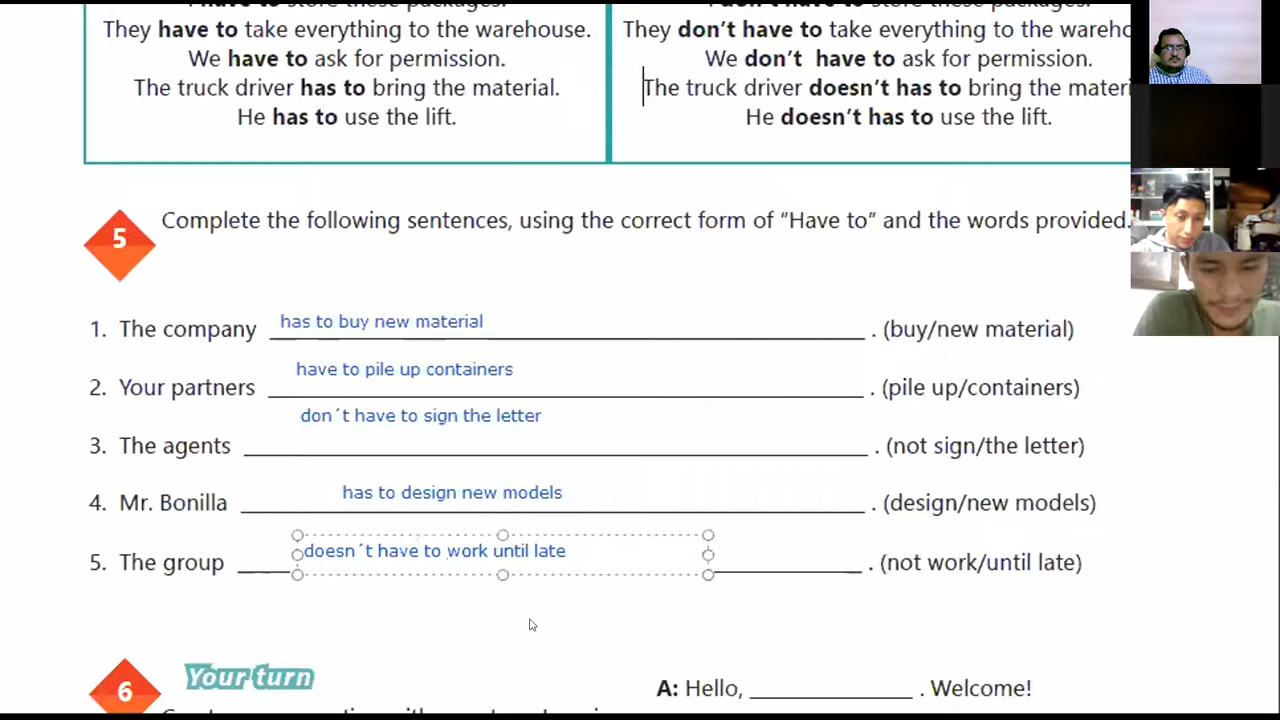 They have to take everything to the warehouse.
We have to ask for permission.
The truck driver has to bring the material.
He has to use the lift.
They don't have to take everything to the
We don't have to ask for permission.
The truck driver doesn't has to bring the
He doesn't has to use the lift.
5
Complete the following sentences, using the correct form of “Have to” and the words provided.
1. The company has to buy new material . (buy/new material)
2. Your partners have to pile up containers . (pile up/containers)
3. The agents don´t have to sign the letter . (not sign/the letter)
4. Mr. Bonilla has to design new models . (design/new models)
5. The group doesn´t have to work until late . (not work/until late)
6
Your turn
A: Hello, ____________ . Welcome!